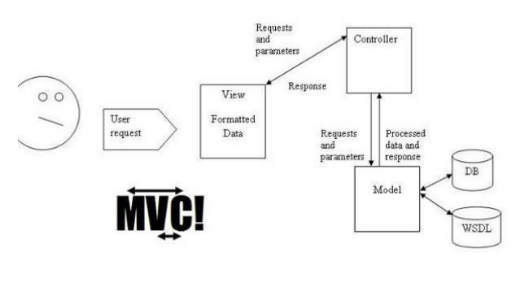 Requests
and
parameters
Controller
Response
View
Formatted
Data
User
request
Requests
and
parameters
Processed
data and
response
Model
DB
WSDL
MVC!